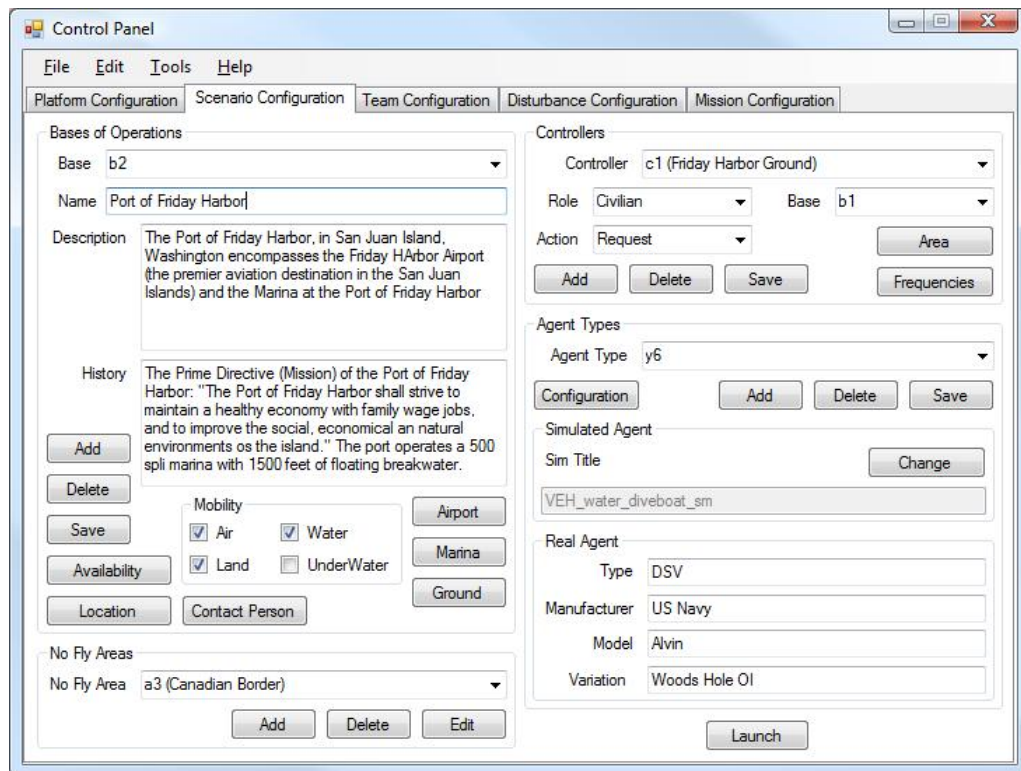 Control Panel
File Edit Tools Help
Platform Configuration Scenario Configuration Team Configuration Disturbance Configuration Mission Configuration
Bases of Operations
Base b2
Name Port of Friday Harbor
Description The Port of Friday Harbor, in San Juan Island,
Washington encompasses the Friday HArbor Airport
(the premier aviation destination in the San Juan
Islands) and the Marina at the Port of Friday Harbor
History The Prime Directive (Mission) of the Port of Friday
Harbor: "The Port of Friday Harbor shall strive to
maintain a healthy economy with family wage jobs,
and to improve the social, economical an natural
environments os the island." The port operates a 500
spli marina with 1500 feet of floating breakwater.
Add
Delete
Save
Availability
Location
Contact Person
Mobility
Air Water
Land UnderWater
Airport
Marina
Ground
No Fly Areas
No Fly Area a3 (Canadian Border)
Add Delete Edit
Controllers
Controller c1 (Friday Harbor Ground)
Role Civilian Base b1
Action Request Area
Add Delete Save Frequencies
Agent Types
Agent Type y6
Configuration Add Delete Save
Simulated Agent
Sim Title Change
VEH_water_diveboat_sm
Real Agent
Type DSV
Manufacturer US Navy
Model Alvin
Variation Woods Hole OI
Launch